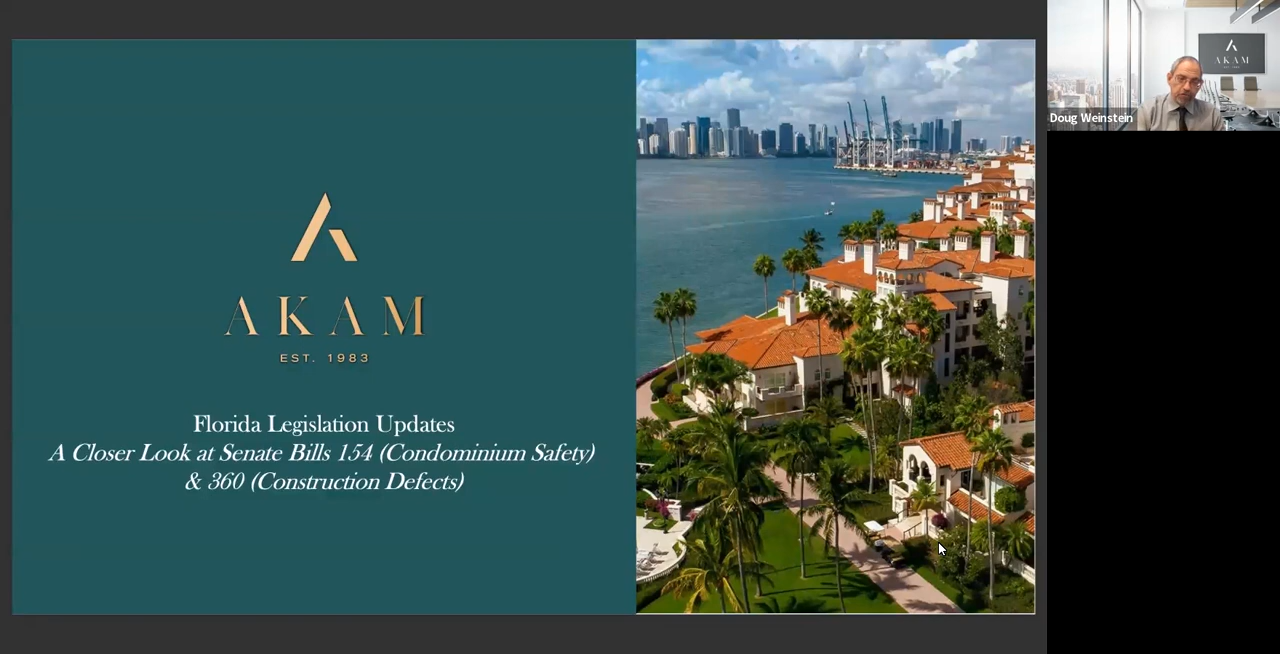 AKAM
EST. 1983
Florida Legislation Updates
A Closer Look at Senate Bills 154 (Condominium Safety)
& 360 (Construction Defects)
AKAM
Doug Weinstein